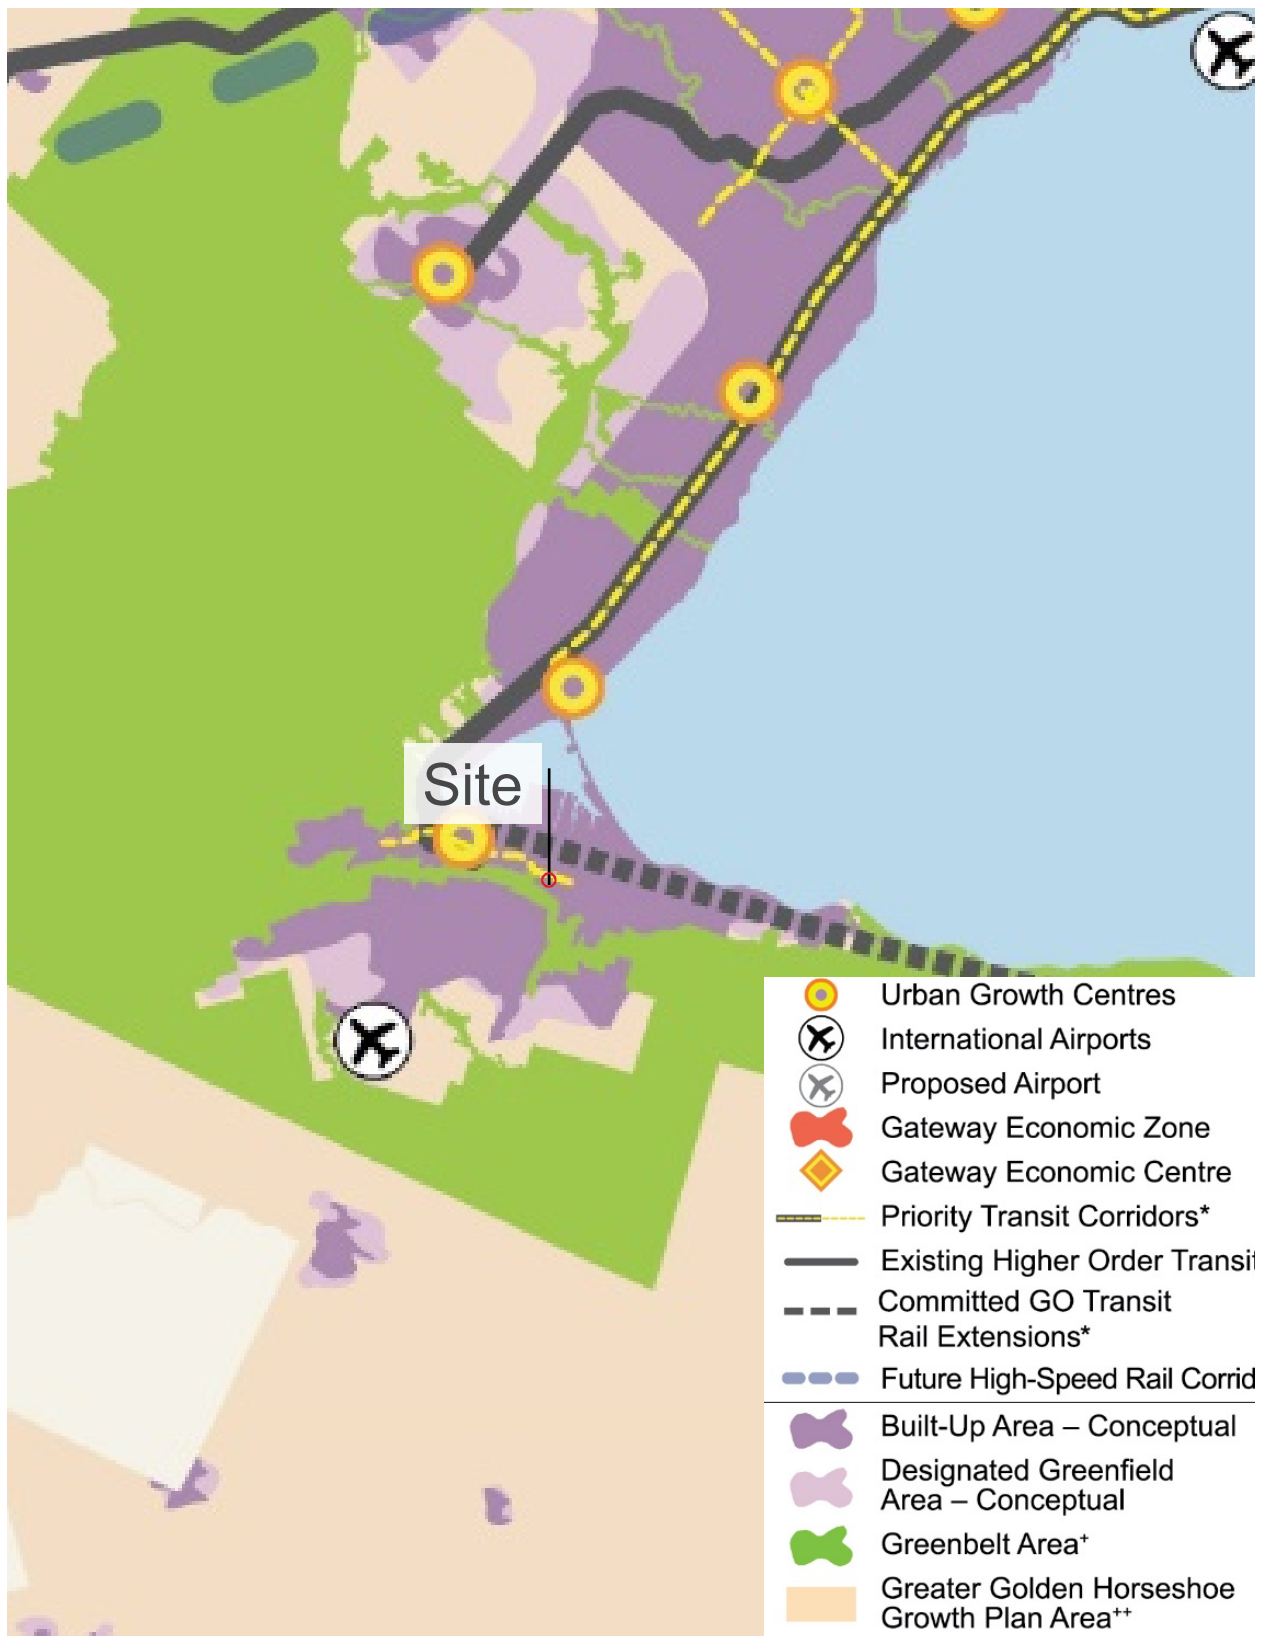 Site
Urban Growth Centres
International Airports
Proposed Airport
Gateway Economic Zone
Gateway Economic Centre
Priority Transit Corridors*
Existing Higher Order Transit
Committed GO Transit
Rail Extensions*
Future High-Speed Rail Corrid
Built-Up Area – Conceptual
Designated Greenfield
Area – Conceptual
Greenbelt Area⁺
Greater Golden Horseshoe
Growth Plan Area⁺⁺